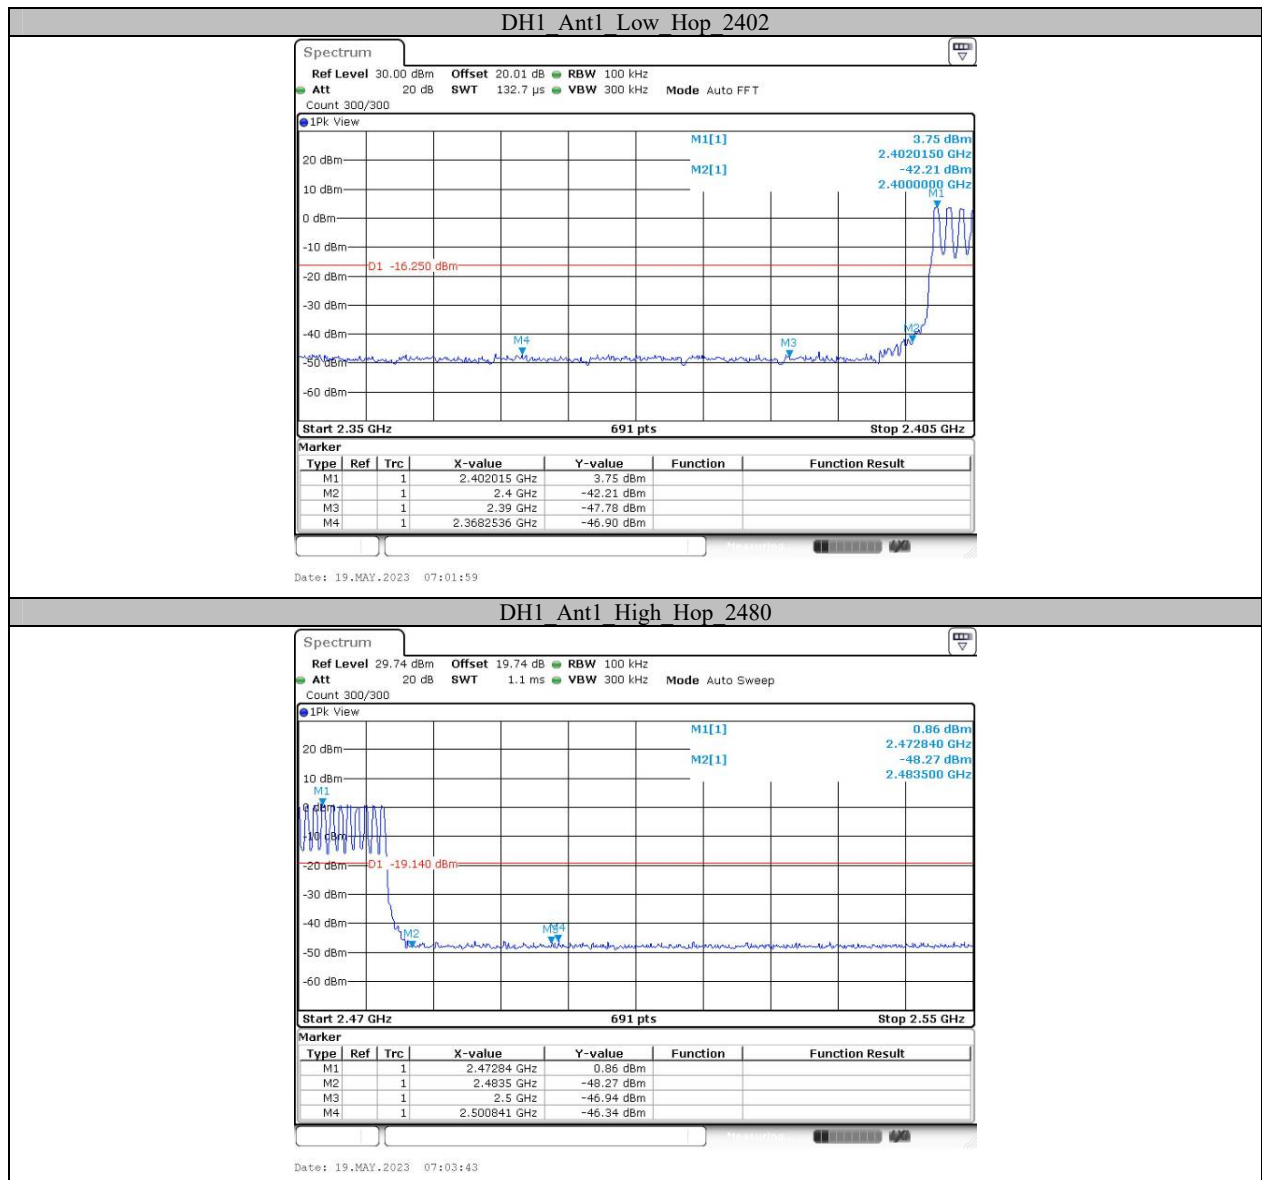 DH1_Ant1_Low_Hop_2402
Spectrum
Ref Level 30.00 dBm Offset 20.01 dB RBW 100 kHz
Att 20 dB SWT 132.7 µs VBW 300 kHz Mode Auto FFT
Count 300/300
1Pk View
M1[1] 3.75 dBm
2.4020150 GHz
M2[1] -42.21 dBm
2.4000000 GHz
20 dBm
10 dBm
M1
0 dBm
-10 dBm
D1 -16.250 dBm
-20 dBm
-30 dBm
M2
-40 dBm
M4
M3
-50 dBm
-60 dBm
Start 2.35 GHz 691 pts Stop 2.405 GHz
Marker
Type Ref Trc X-value Y-value Function Function Result
M1 1 2.402015 GHz 3.75 dBm
M2 1 2.4 GHz -42.21 dBm
M3 1 2.39 GHz -47.78 dBm
M4 1 2.3682536 GHz -46.90 dBm
Measuring...
Date: 19.MAY.2023 07:01:59
DH1_Ant1_High_Hop_2480
Spectrum
Ref Level 29.74 dBm Offset 19.74 dB RBW 100 kHz
Att 20 dB SWT 1.1 ms VBW 300 kHz Mode Auto Sweep
Count 300/300
1Pk View
M1[1] 0.86 dBm
2.472840 GHz
M2[1] -48.27 dBm
2.483500 GHz
20 dBm
10 dBm
M1
0 dBm
-10 dBm
-20 dBm D1 -19.140 dBm
-30 dBm
-40 dBm
M2
M3 M4
-50 dBm
-60 dBm
Start 2.47 GHz 691 pts Stop 2.55 GHz
Marker
Type Ref Trc X-value Y-value Function Function Result
M1 1 2.47284 GHz 0.86 dBm
M2 1 2.4835 GHz -48.27 dBm
M3 1 2.5 GHz -46.94 dBm
M4 1 2.500841 GHz -46.34 dBm
Measuring...
Date: 19.MAY.2023 07:03:43